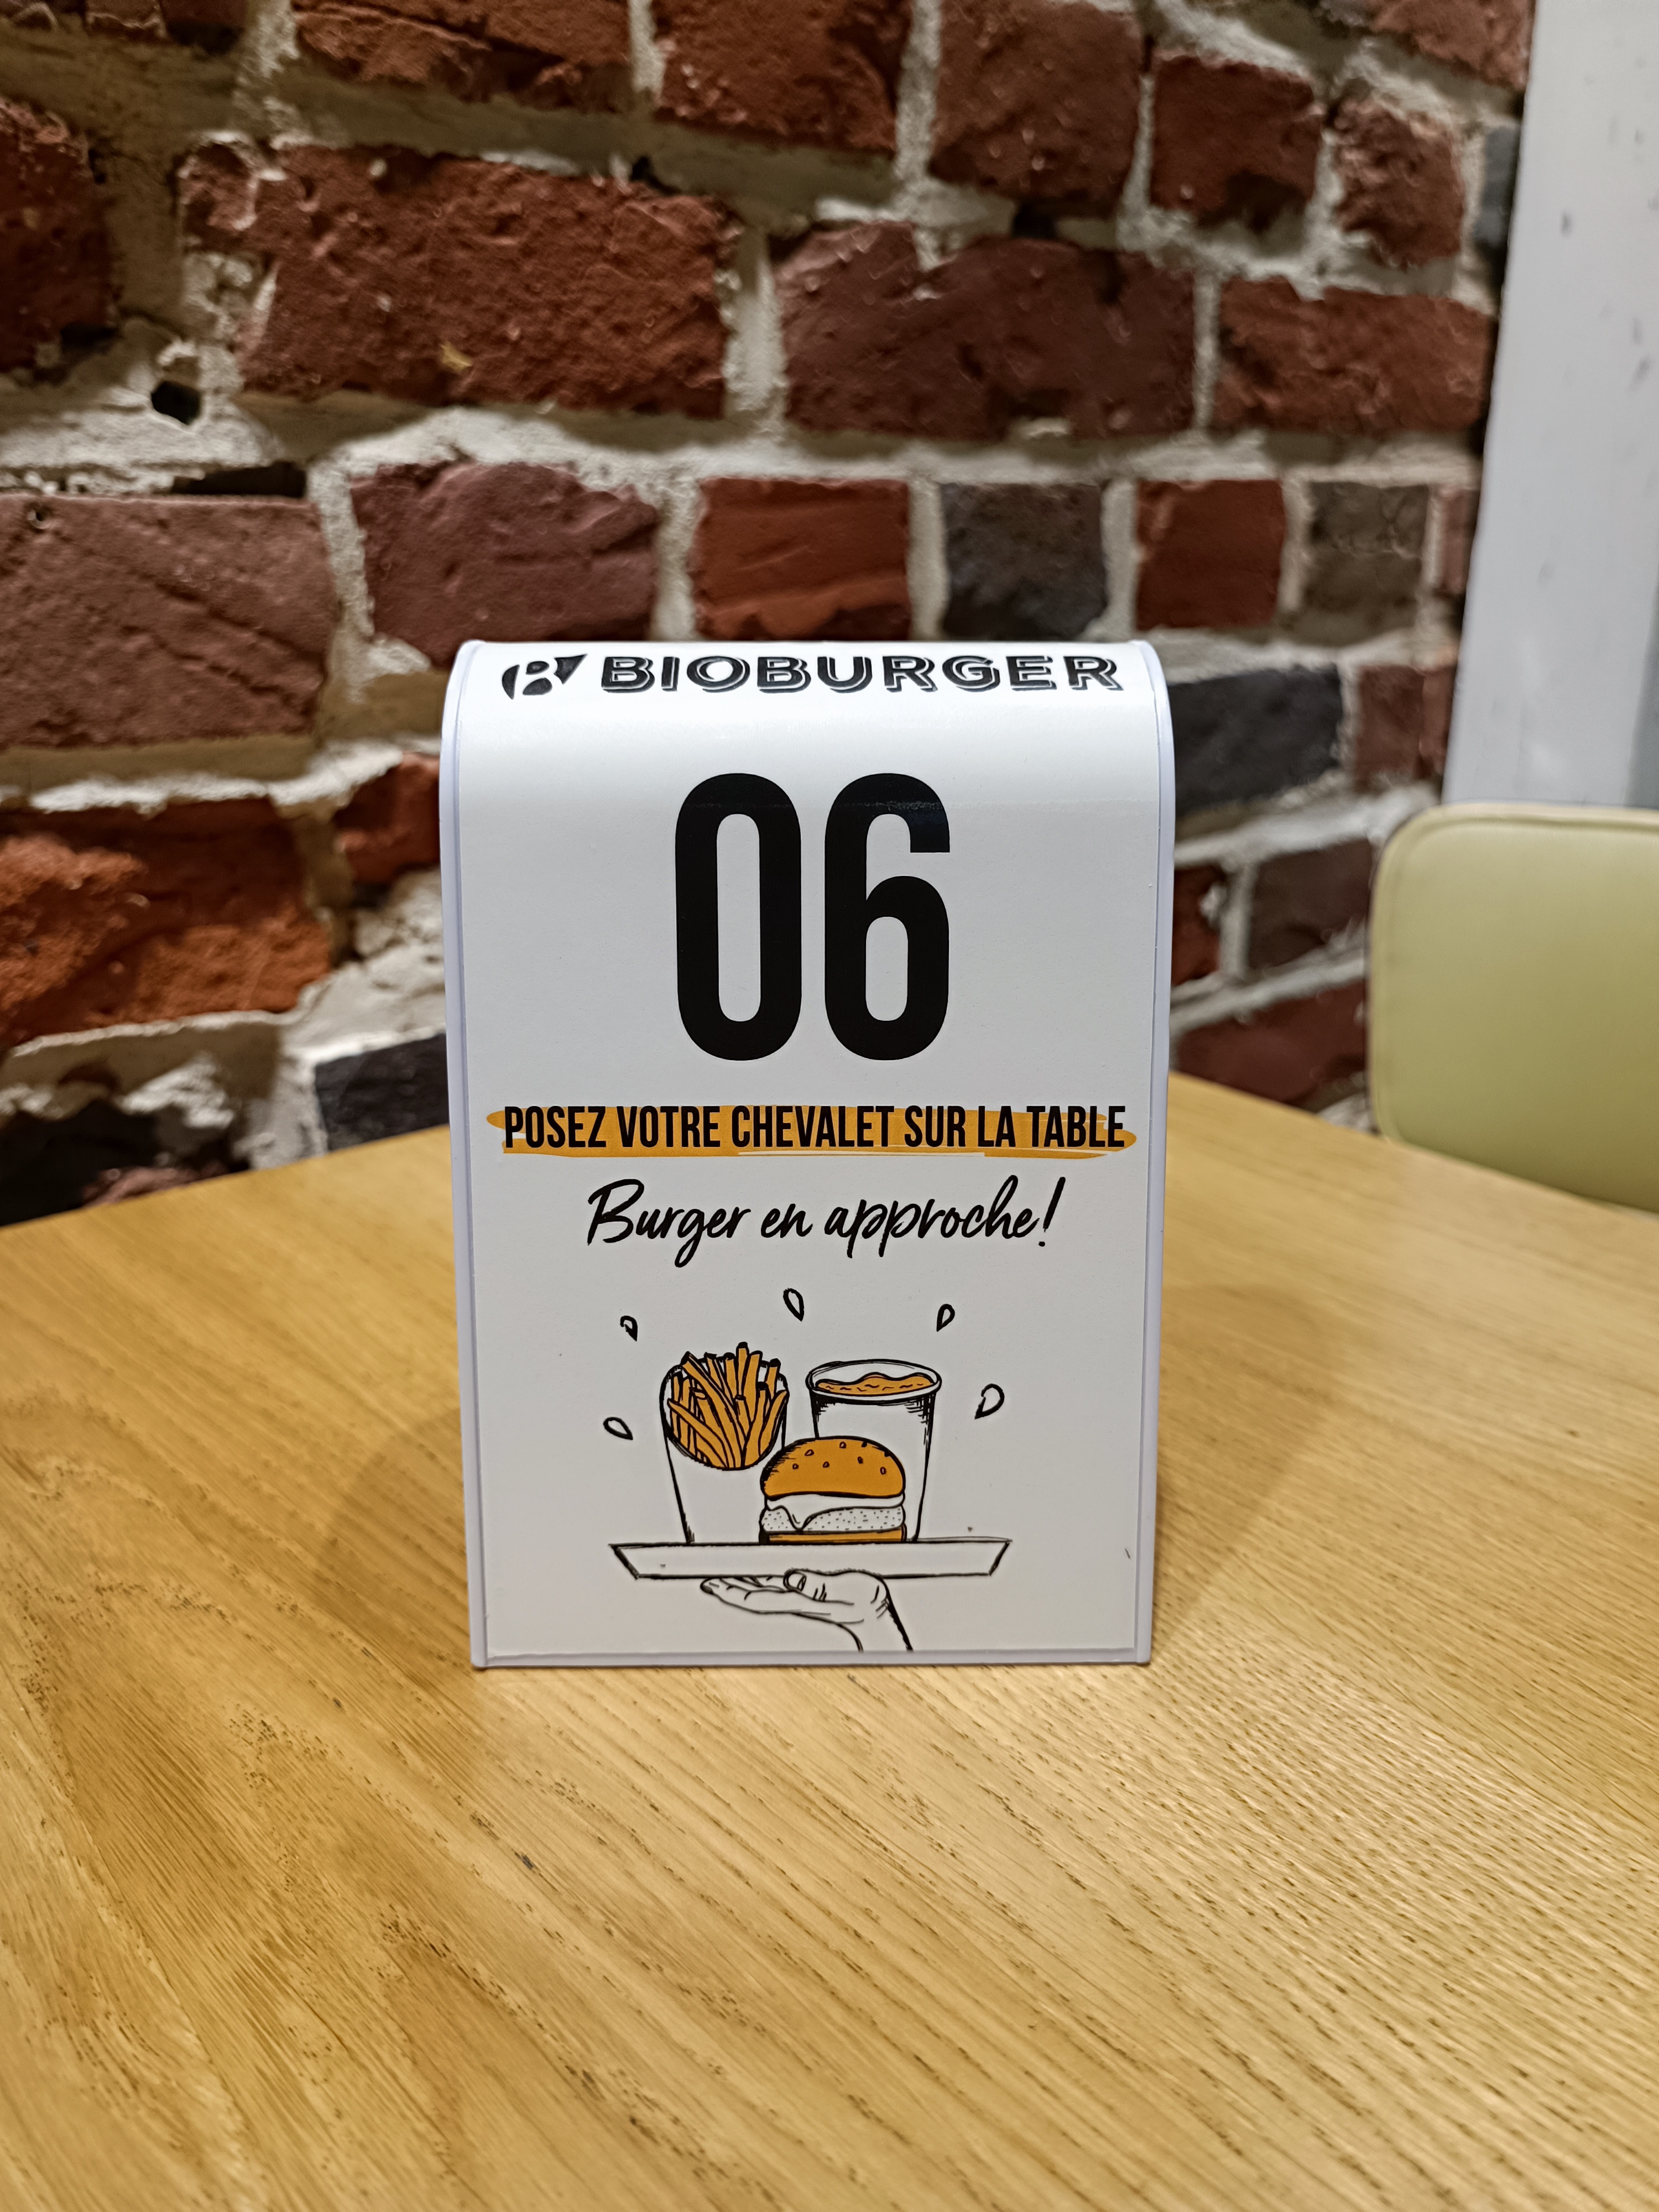 BIOBURGER
06
POSEZ VOTRE CHEVALET SUR LA TABLE
Burger en approche!